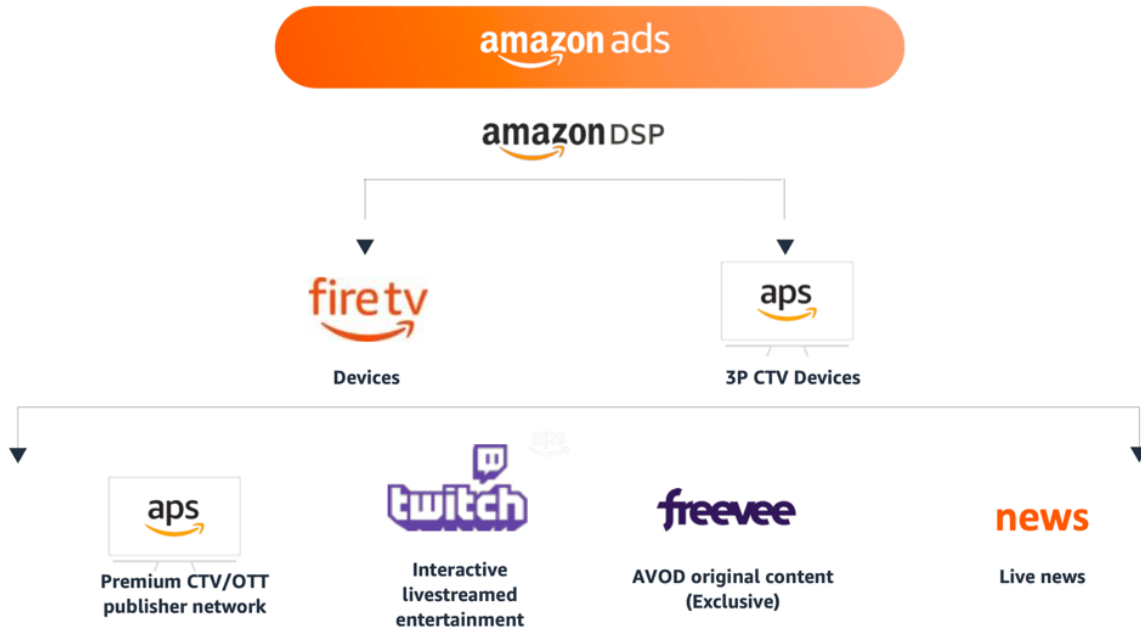 amazon ads
amazon DSP
fire tv
aps
Devices
3P CTV Devices
aps
aps
twitch
freevee
news
Premium CTV/OTT
publisher network
Interactive
livestreamed
entertainment
AVOD original content
(Exclusive)
Live news